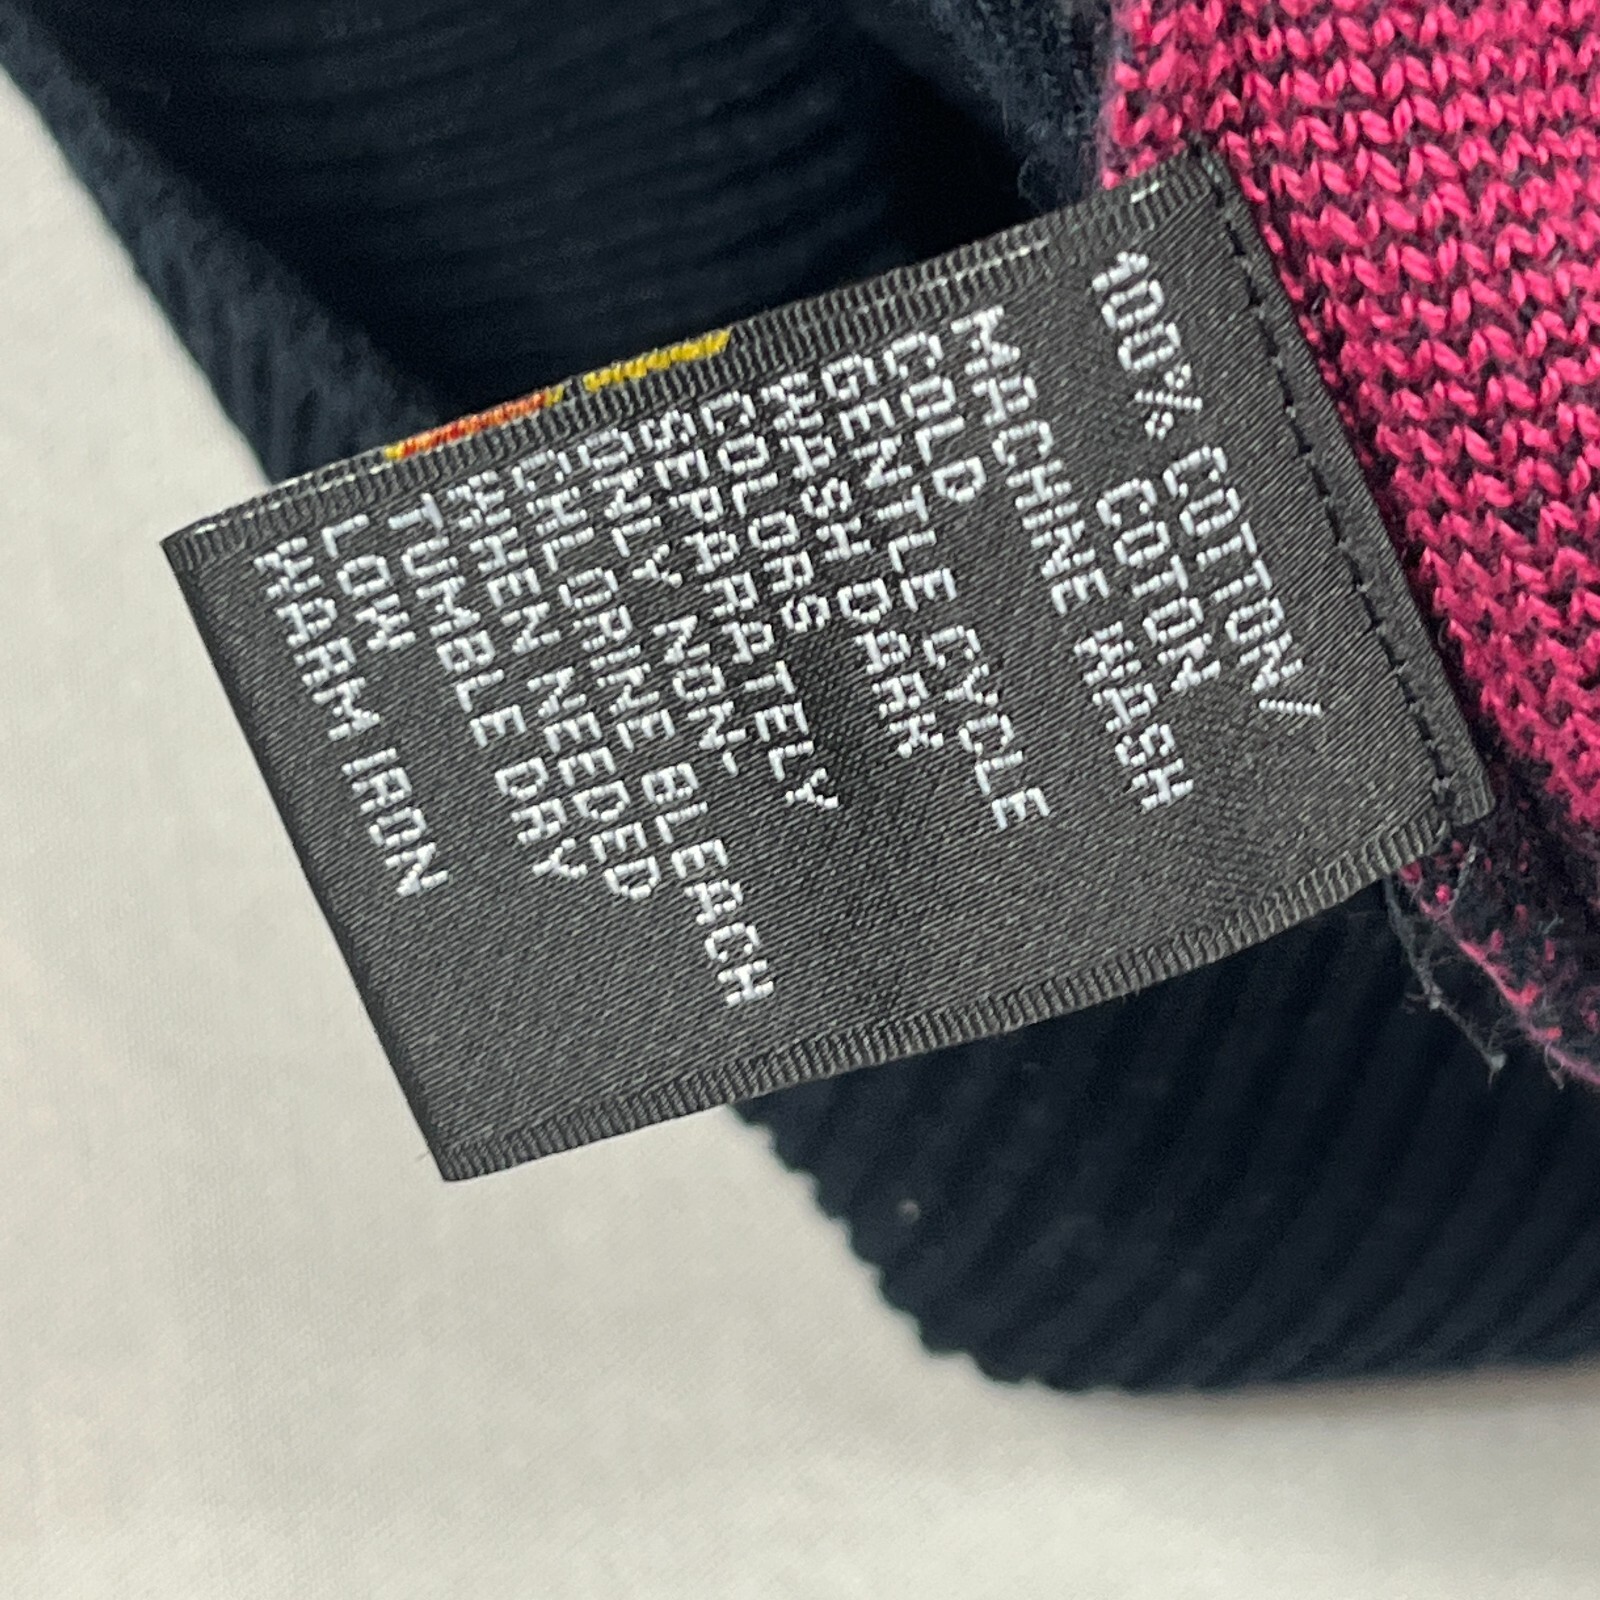 100% COTTON/
COTON
MACHINE WASH
COLD
GENTLE CYCLE
WASH DARK
COLORS
SEPARATELY
ONLY NON-
CHLORINE BLEACH
WHEN NEEDED
TUMBLE DRY
LOW
WARM IRON